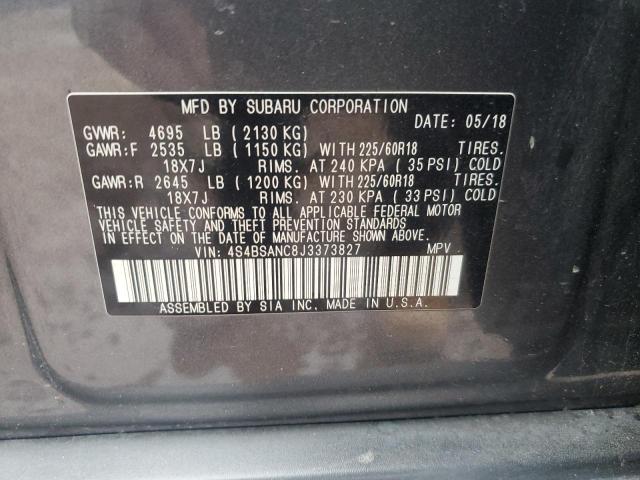 MFD BY SUBARU CORPORATION
DATE: 05/18
GVWR: 4695 LB (2130 KG)
GAWR:F 2535 LB (1150 KG) WITH 225/60R18 TIRES.
18X7J RIMS. AT 240 KPA (35 PSI) COLD
GAWR:R 2645 LB (1200 KG) WITH 225/60R18 TIRES.
18X7J RIMS. AT 230 KPA (33 PSI) COLD
THIS VEHICLE CONFORMS TO ALL APPLICABLE FEDERAL MOTOR
VEHICLE SAFETY AND THEFT PREVENTION STANDARDS
IN EFFECT ON THE DATE OF MANUFACTURE SHOWN ABOVE.
VIN: 4S4BSANC8J3373827 MPV
ASSEMBLED BY SIA INC. MADE IN U.S.A.